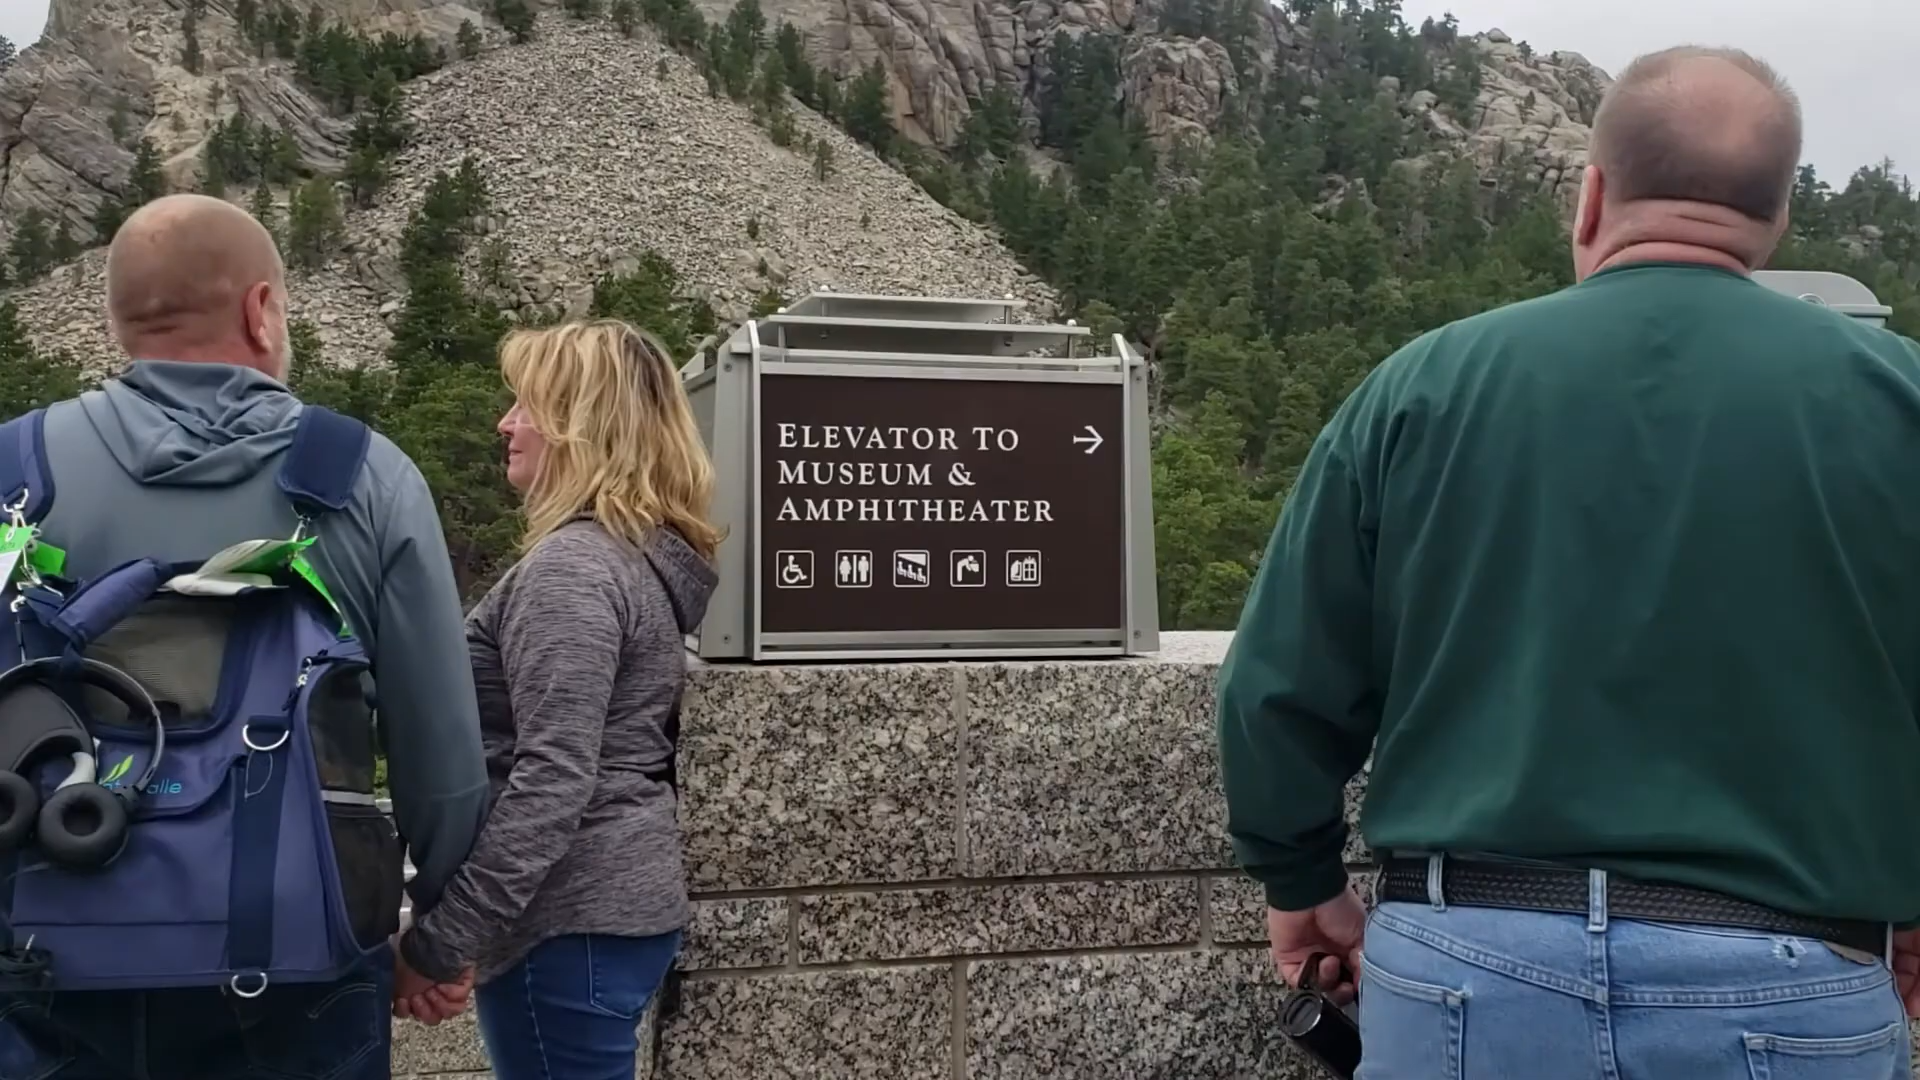 ELEVATOR TO →
MUSEUM &
AMPHITHEATER